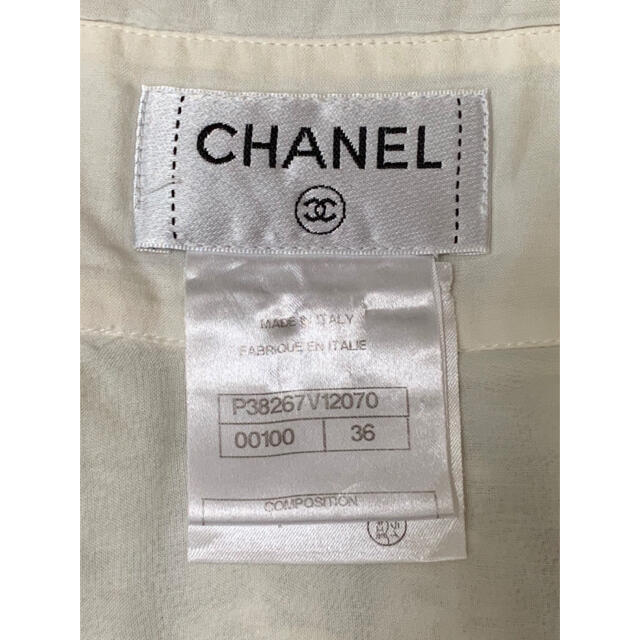 CHANEL
MADE IN ITALY
FABRIQUE EN ITALIE
P38267V12070
00100 36
COMPOSITION